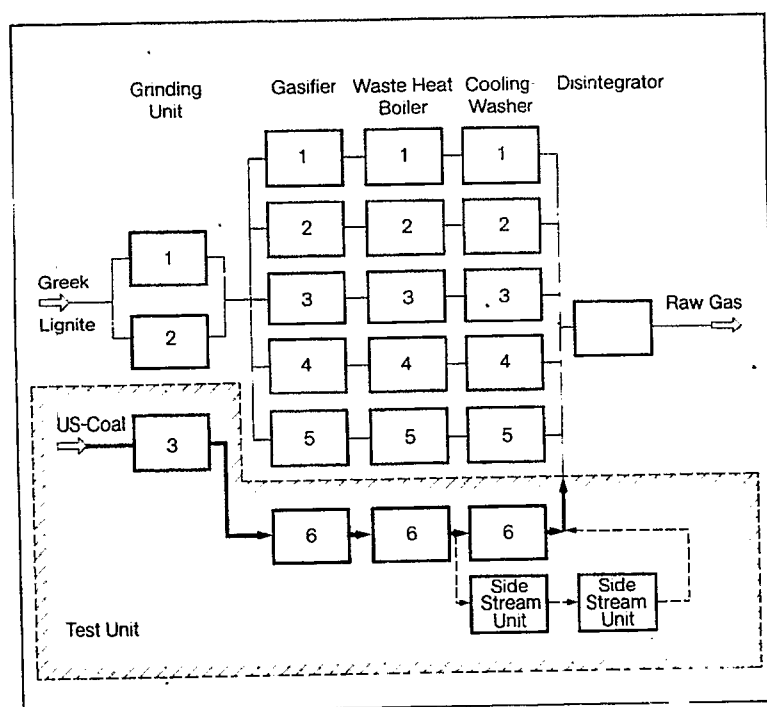 Grinding
Unit
Gasifier
Waste Heat
Boiler
Cooling-
Washer
Disintegrator
1 1 1
2 2 2
1
Greek
Lignite
3 3 3
Raw Gas
2
4 4 4
US-Coal
3
5 5 5
6 6 6
Side
Stream
Unit
Side
Stream
Unit
Test Unit